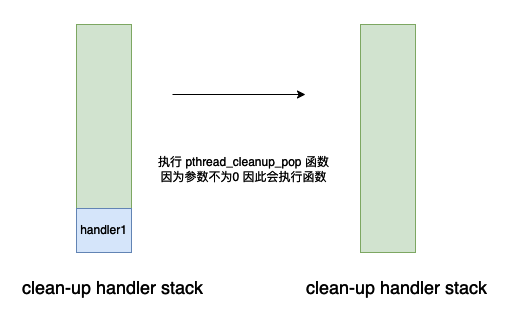 执行 pthread_cleanup_pop 函数
因为参数不为0 因此会执行函数
handler1
clean-up handler stack
clean-up handler stack